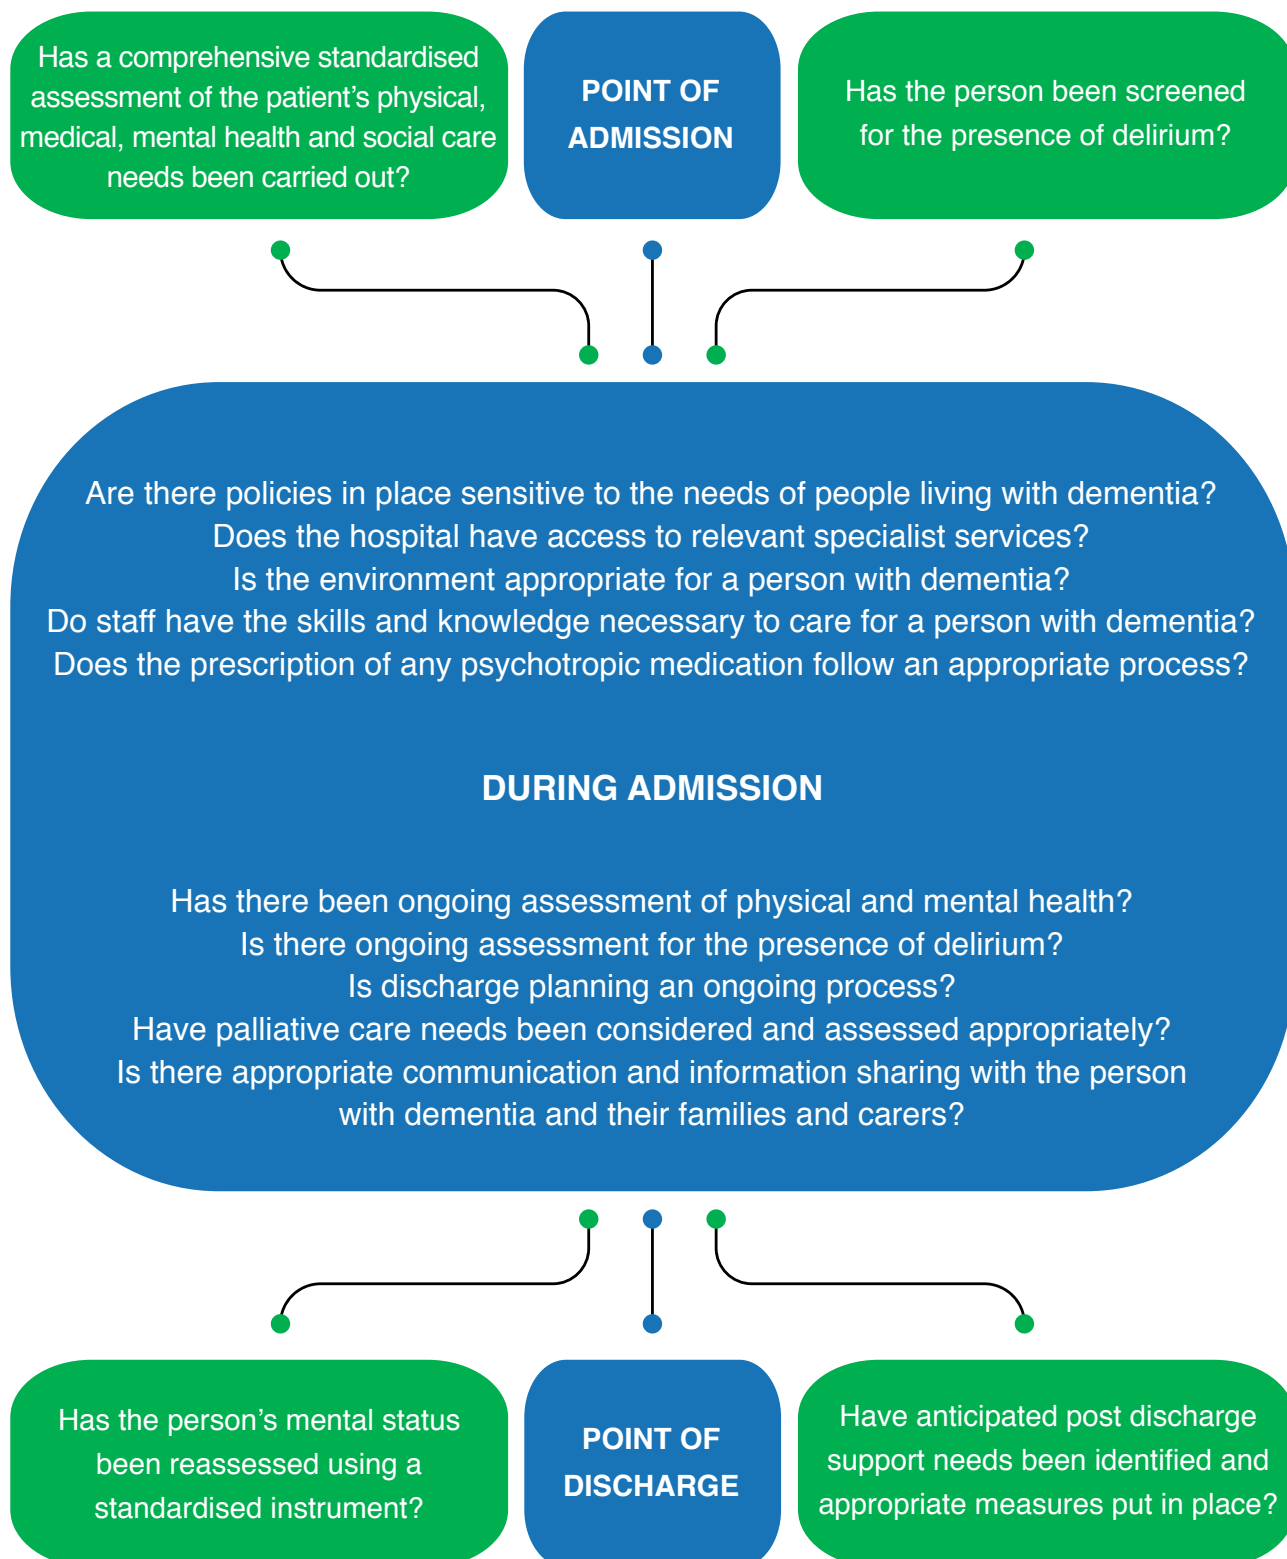 Has a comprehensive standardised
assessment of the patient’s physical,
medical, mental health and social care
needs been carried out?
POINT OF
ADMISSION
Has the person been screened
for the presence of delirium?
Are there policies in place sensitive to the needs of people living with dementia?
Does the hospital have access to relevant specialist services?
Is the environment appropriate for a person with dementia?
Do staff have the skills and knowledge necessary to care for a person with dementia?
Does the prescription of any psychotropic medication follow an appropriate process?
DURING ADMISSION
Has there been ongoing assessment of physical and mental health?
Is there ongoing assessment for the presence of delirium?
Is discharge planning an ongoing process?
Have palliative care needs been considered and assessed appropriately?
Is there appropriate communication and information sharing with the person
with dementia and their families and carers?
Has the person’s mental status
been reassessed using a
standardised instrument?
POINT OF
DISCHARGE
Have anticipated post discharge
support needs been identified and
appropriate measures put in place?